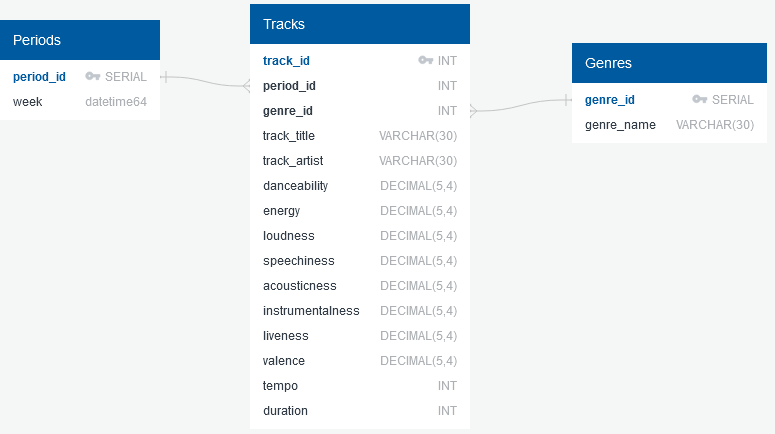 Periods
period_id SERIAL
week datetime64
Tracks
track_id INT
period_id INT
genre_id INT
track_title VARCHAR(30)
track_artist VARCHAR(30)
danceability DECIMAL(5,4)
energy DECIMAL(5,4)
loudness DECIMAL(5,4)
speechiness DECIMAL(5,4)
acousticness DECIMAL(5,4)
instrumentalness DECIMAL(5,4)
liveness DECIMAL(5,4)
valence DECIMAL(5,4)
tempo INT
duration INT
Genres
genre_id SERIAL
genre_name VARCHAR(30)